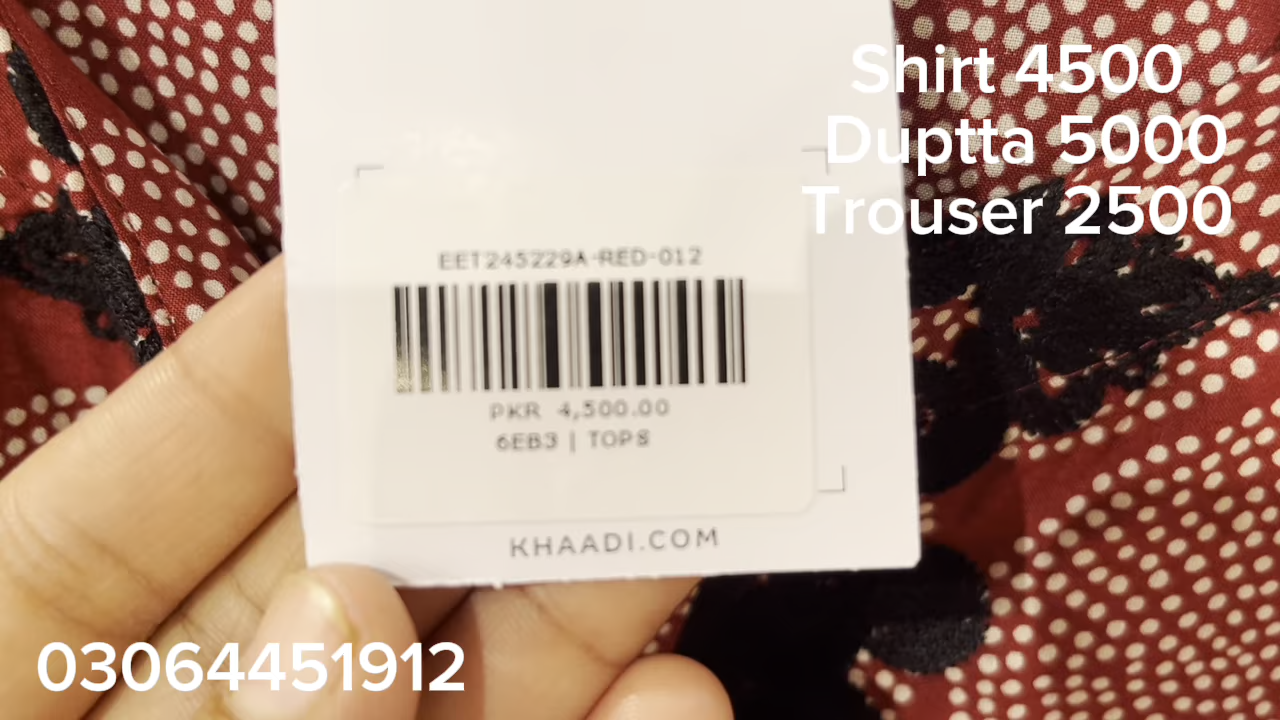 Shirt 4500
Duptta 5000
Trouser 2500
EET245229A-RED-012
PKR 4,500.00
6EB3 | TOPS
KHAADI.COM
03064451912